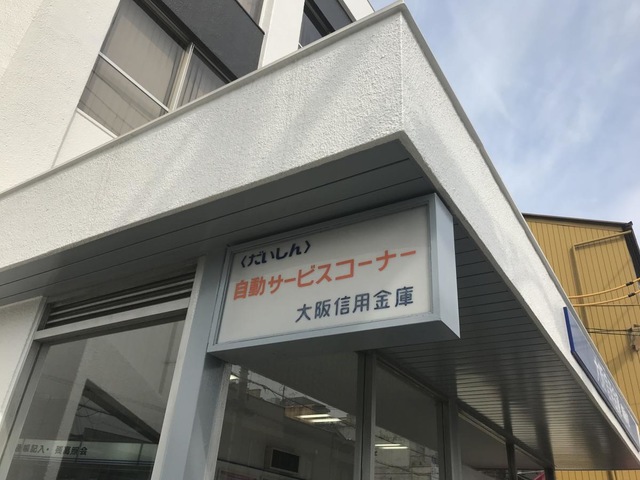 〈だいしん〉
自動サービスコーナー
大阪信用金庫